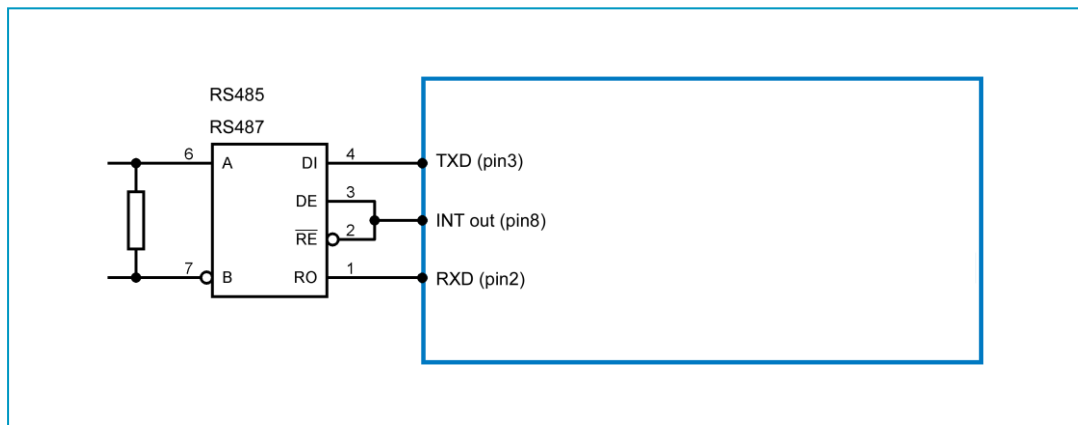 RS485
RS487
6 A DI 4 TXD (pin3)
DE 3
INT out (pin8)
RE 2
7 B RO 1 RXD (pin2)